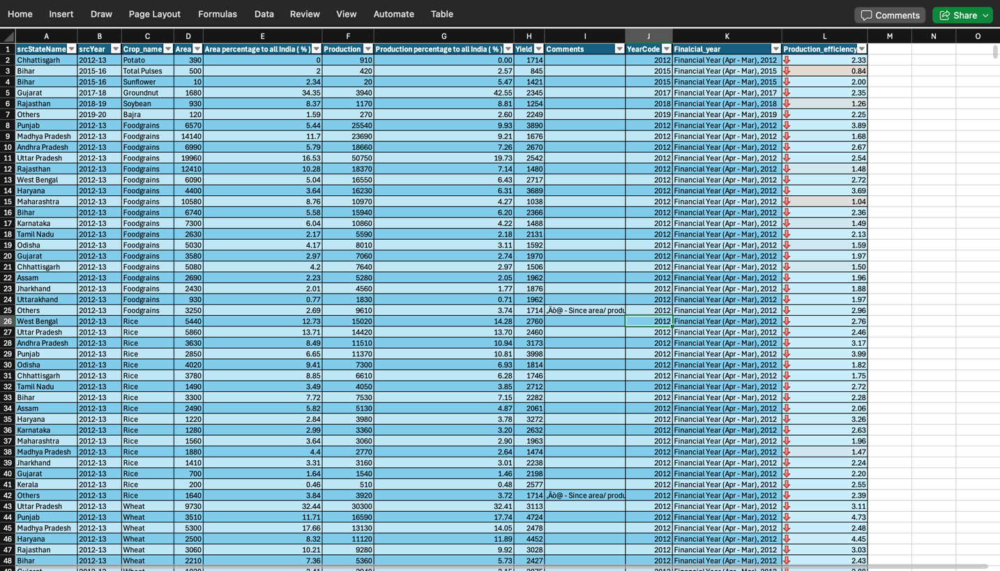 Home Insert Draw Page Layout Formulas Data Review View Automate Table Comments Share
A B C D E F G H I J K L M N O
1 srcStateName srcYear Crop_name Area Area percentage to all India ( % ) Production Production percentage to all India ( % ) Yield Comments YearCode Finalcial_year Production_efficiency
2 Chhattisgarh 2012-13 Potato 390 0 910 0.00 1714 2012 Financial Year (Apr - Mar), 2012 2.33
3 Bihar 2015-16 Total Pulses 500 2 420 2.57 845 2015 Financial Year (Apr - Mar), 2015 0.84
4 Bihar 2015-16 Sunflower 10 2.34 20 5.47 1421 2015 Financial Year (Apr - Mar), 2015 2.00
5 Gujarat 2017-18 Groundnut 1680 34.35 3940 42.55 2345 2017 Financial Year (Apr - Mar), 2017 2.35
6 Rajasthan 2018-19 Soybean 930 8.37 1170 8.81 1254 2018 Financial Year (Apr - Mar), 2018 1.26
7 Others 2019-20 Bajra 120 1.59 270 2.60 2249 2019 Financial Year (Apr - Mar), 2019 2.25
8 Punjab 2012-13 Foodgrains 6570 5.44 25540 9.93 3890 2012 Financial Year (Apr - Mar), 2012 3.89
9 Madhya Pradesh 2012-13 Foodgrains 14140 11.7 23690 9.21 1676 2012 Financial Year (Apr - Mar), 2012 1.68
10 Andhra Pradesh 2012-13 Foodgrains 6990 5.79 18660 7.26 2670 2012 Financial Year (Apr - Mar), 2012 2.67
11 Uttar Pradesh 2012-13 Foodgrains 19960 16.53 50750 19.73 2542 2012 Financial Year (Apr - Mar), 2012 2.54
12 Rajasthan 2012-13 Foodgrains 12410 10.28 18370 7.14 1480 2012 Financial Year (Apr - Mar), 2012 1.48
13 West Bengal 2012-13 Foodgrains 6090 5.04 16550 6.43 2717 2012 Financial Year (Apr - Mar), 2012 2.72
14 Haryana 2012-13 Foodgrains 4400 3.64 16230 6.31 3689 2012 Financial Year (Apr - Mar), 2012 3.69
15 Maharashtra 2012-13 Foodgrains 10580 8.76 10970 4.27 1038 2012 Financial Year (Apr - Mar), 2012 1.04
16 Bihar 2012-13 Foodgrains 6740 5.58 15940 6.20 2366 2012 Financial Year (Apr - Mar), 2012 2.36
17 Karnataka 2012-13 Foodgrains 7300 6.04 10860 4.22 1488 2012 Financial Year (Apr - Mar), 2012 1.49
18 Tamil Nadu 2012-13 Foodgrains 2630 2.17 5590 2.18 2131 2012 Financial Year (Apr - Mar), 2012 2.13
19 Odisha 2012-13 Foodgrains 5030 4.17 8010 3.11 1592 2012 Financial Year (Apr - Mar), 2012 1.59
20 Gujarat 2012-13 Foodgrains 3580 2.97 7060 2.74 1970 2012 Financial Year (Apr - Mar), 2012 1.97
21 Chhattisgarh 2012-13 Foodgrains 5080 4.2 7640 2.97 1506 2012 Financial Year (Apr - Mar), 2012 1.50
22 Assam 2012-13 Foodgrains 2690 2.23 5280 2.05 1962 2012 Financial Year (Apr - Mar), 2012 1.96
23 Jharkhand 2012-13 Foodgrains 2430 2.01 4560 1.77 1876 2012 Financial Year (Apr - Mar), 2012 1.88
24 Uttarakhand 2012-13 Foodgrains 930 0.77 1830 0.71 1962 2012 Financial Year (Apr - Mar), 2012 1.97
25 Others 2012-13 Foodgrains 3250 2.69 9610 3.74 1714 ‚Äò@ - Since area/ produ 2012 Financial Year (Apr - Mar), 2012 2.96
26 West Bengal 2012-13 Rice 5440 12.73 15020 14.28 2760 2012 Financial Year (Apr - Mar), 2012 2.76
27 Uttar Pradesh 2012-13 Rice 5860 13.71 14420 13.70 2460 2012 Financial Year (Apr - Mar), 2012 2.46
28 Andhra Pradesh 2012-13 Rice 3630 8.49 11510 10.94 3173 2012 Financial Year (Apr - Mar), 2012 3.17
29 Punjab 2012-13 Rice 2850 6.65 11370 10.81 3998 2012 Financial Year (Apr - Mar), 2012 3.99
30 Odisha 2012-13 Rice 4020 9.41 7300 6.93 1814 2012 Financial Year (Apr - Mar), 2012 1.82
31 Chhattisgarh 2012-13 Rice 3780 8.85 6610 6.28 1746 2012 Financial Year (Apr - Mar), 2012 1.75
32 Tamil Nadu 2012-13 Rice 1490 3.49 4050 3.85 2712 2012 Financial Year (Apr - Mar), 2012 2.72
33 Bihar 2012-13 Rice 3300 7.72 7530 7.15 2282 2012 Financial Year (Apr - Mar), 2012 2.28
34 Assam 2012-13 Rice 2490 5.82 5130 4.87 2061 2012 Financial Year (Apr - Mar), 2012 2.06
35 Haryana 2012-13 Rice 1220 2.84 3980 3.78 3272 2012 Financial Year (Apr - Mar), 2012 3.26
36 Karnataka 2012-13 Rice 1280 2.99 3360 3.20 2632 2012 Financial Year (Apr - Mar), 2012 2.63
37 Maharashtra 2012-13 Rice 1560 3.64 3060 2.90 1963 2012 Financial Year (Apr - Mar), 2012 1.96
38 Madhya Pradesh 2012-13 Rice 1880 4.4 2770 2.64 1474 2012 Financial Year (Apr - Mar), 2012 1.47
39 Jharkhand 2012-13 Rice 1410 3.31 3160 3.01 2238 2012 Financial Year (Apr - Mar), 2012 2.24
40 Gujarat 2012-13 Rice 700 1.64 1540 1.46 2198 2012 Financial Year (Apr - Mar), 2012 2.20
41 Kerala 2012-13 Rice 200 0.46 510 0.48 2577 2012 Financial Year (Apr - Mar), 2012 2.55
42 Others 2012-13 Rice 1640 3.84 3920 3.72 1714 ‚Äò@ - Since area/ produ 2012 Financial Year (Apr - Mar), 2012 2.39
43 Uttar Pradesh 2012-13 Wheat 9730 32.44 30300 32.41 3113 2012 Financial Year (Apr - Mar), 2012 3.11
44 Punjab 2012-13 Wheat 3510 11.71 16590 17.74 4724 2012 Financial Year (Apr - Mar), 2012 4.73
45 Madhya Pradesh 2012-13 Wheat 5300 17.66 13130 14.05 2478 2012 Financial Year (Apr - Mar), 2012 2.48
46 Haryana 2012-13 Wheat 2500 8.32 11120 11.89 4452 2012 Financial Year (Apr - Mar), 2012 4.45
47 Rajasthan 2012-13 Wheat 3060 10.21 9280 9.92 3028 2012 Financial Year (Apr - Mar), 2012 3.03
48 Bihar 2012-13 Wheat 2210 7.36 5360 5.73 2427 2012 Financial Year (Apr - Mar), 2012 2.43